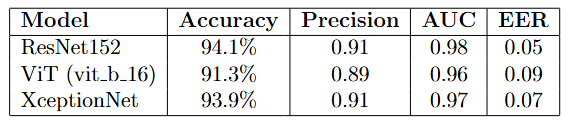 Model Accuracy Precision AUC EER
ResNet152 94.1% 0.91 0.98 0.05
ViT (vit_b_16) 91.3% 0.89 0.96 0.09
XceptionNet 93.9% 0.91 0.97 0.07